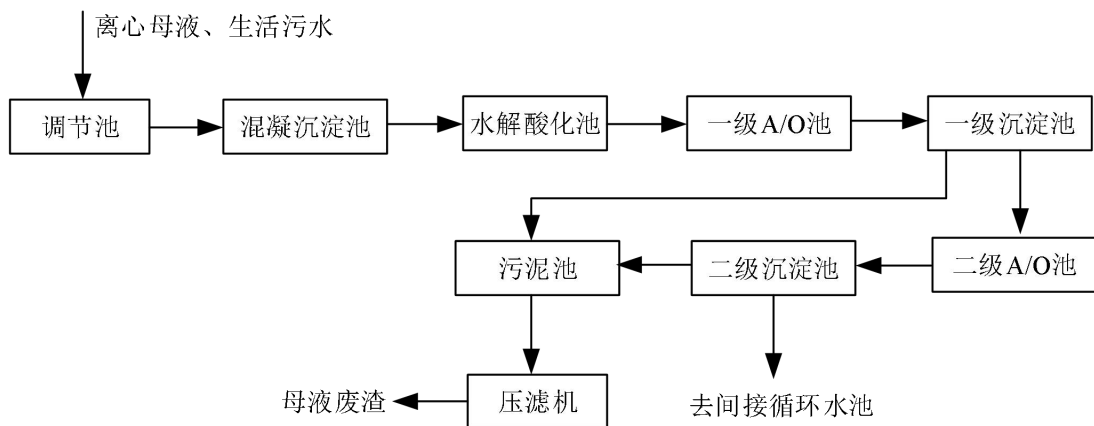 离心母液、生活污水
调节池
混凝沉淀池
水解酸化池
一级A/O池
一级沉淀池
污泥池
二级沉淀池
二级A/O池
母液废渣
压滤机
去间接循环水池